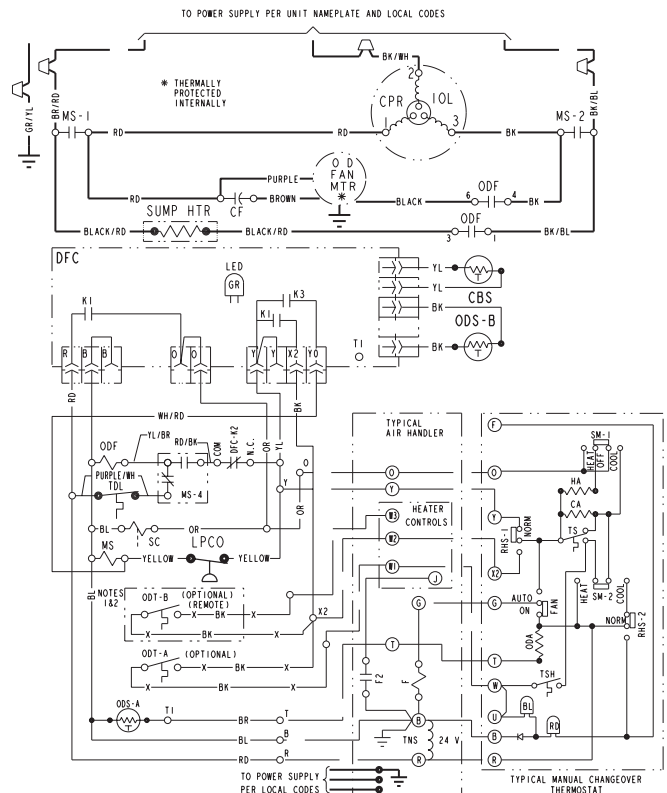 TO POWER SUPPLY PER UNIT NAMEPLATE AND LOCAL CODES
BK/WH
GR/YL
BR/RD
MS-1
* THERMALLY
PROTECTED
INTERNALLY
2
CPR
IOL
1
3
MS-2
BK/BL
RD
RD
BK
O D
FAN
MTR
*
PURPLE
RD
CF
BROWN
BLACK
ODF
6
4
BK
SUMP HTR
BLACK/RD
BLACK/RD
ODF
3
1
BK/BL
DFC
LED
GR
K1
K3
K1
YL
YL
BK
BK
CBS
ODS-B
T1
R
B
B
O
O
Y
Y
X2
YO
RD
BK
WH/RD
YL/BR
RD/BK
COM
DFC-K2
N.C.
OR
YL
ODF
PURPLE/WH
TDL
MS-4
O
Y
OR
BL
SC
OR
MS
YELLOW
LPCO
YELLOW
BL
NOTES
1&2
ODT-B
(OPTIONAL)
(REMOTE)
X
BK
X
X
BK
X
X2
ODT-A
(OPTIONAL)
X
BK
X
X
BK
X
ODS-A
T1
BR
T
BL
B
RD
R
TO POWER SUPPLY
PER LOCAL CODES
TYPICAL
AIR HANDLER
O
Y
W3
HEATER
CONTROLS
W2
W1
J
G
T
F2
F
B
TNS
24 V
R
F
O
Y
X2
G
T
W
U
B
R
SM-1
HEAT
OFF
COOL
HA
CA
RHS-1
NORM
TS
AUTO
ON
FAN
HEAT
SM-2
COOL
NORM
RHS-2
ODA
TSH
BL
RD
TYPICAL MANUAL CHANGEOVER
THERMOSTAT